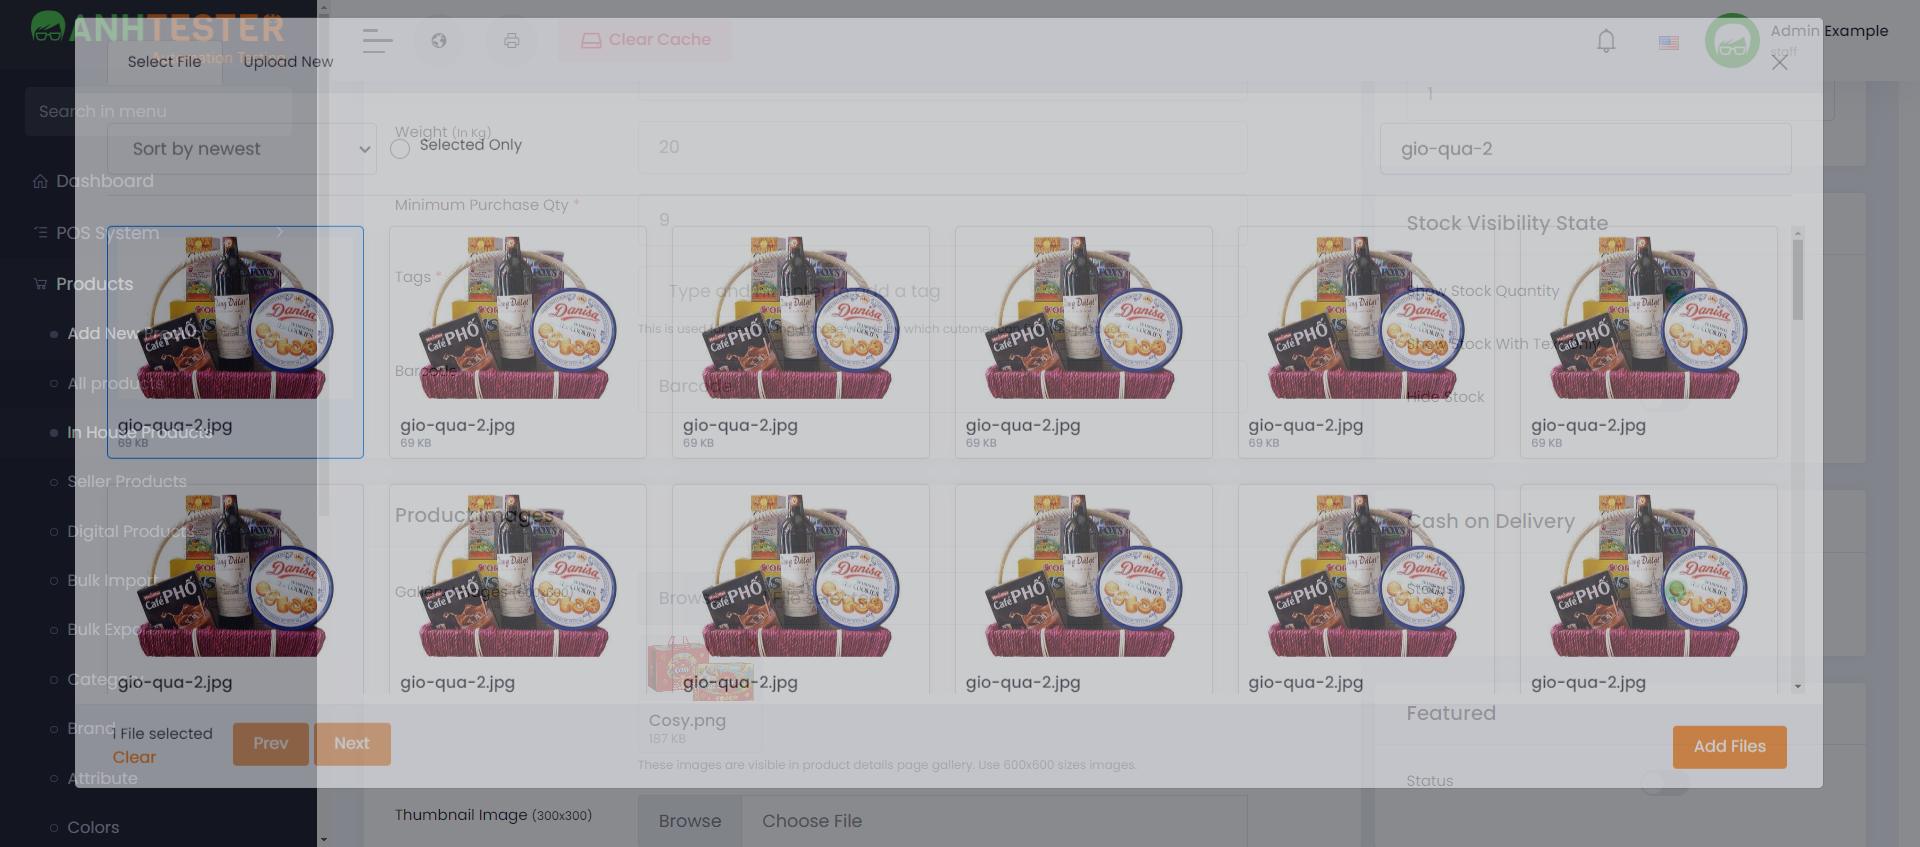 ANHTESTER
Automation Testing
Search in menu
Dashboard
POS System
Products
Add New Product
All products
In House Products
Seller Products
Digital Products
Bulk Import
Bulk Export
Category
Brand
Attribute
Colors
Clear Cache
Admin Example
staff
Select File
Upload New
Sort by newest
Selected Only
gio-qua-2
1
Weight (In Kg)
20
Minimum Purchase Qty *
9
Tags *
Type and hit enter to add a tag
This is used for
by which cutomer
Barcode
Barcode
Stock Visibility State
Show Stock Quantity
Show Stock With Text Only
Hide Stock
gio-qua-2.jpg
69 KB
gio-qua-2.jpg
69 KB
gio-qua-2.jpg
69 KB
gio-qua-2.jpg
69 KB
gio-qua-2.jpg
69 KB
gio-qua-2.jpg
69 KB
Product Images
Gallery Images (600x600)
Browse
Cash on Delivery
Status
gio-qua-2.jpg
gio-qua-2.jpg
gio-qua-2.jpg
gio-qua-2.jpg
gio-qua-2.jpg
gio-qua-2.jpg
Cosy.png
187 KB
These images are visible in product details page gallery. Use 600x600 sizes images.
Featured
Status
1 File selected
Clear
Prev
Next
Add Files
Thumbnail Image (300x300)
Browse
Choose File